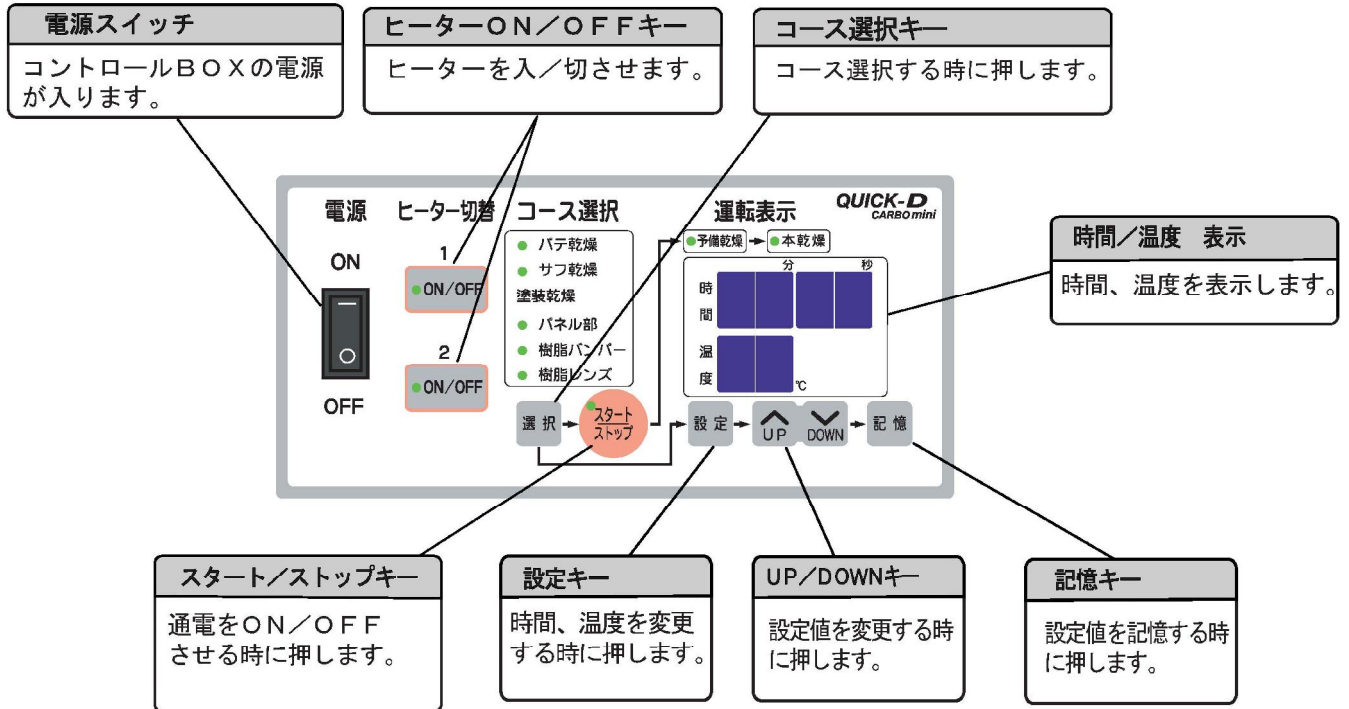 電源スイッチ
コントロールBOXの電源
が入ります。
ヒーターON/OFFキー
ヒーターを入/切させます。
コース選択キー
コース選択する時に押します。
電源
ON
OFF
ヒーター切替
1
ON/OFF
2
ON/OFF
コース選択
パテ乾燥
サフ乾燥
塗装乾燥
パネル部
樹脂バンパー
樹脂レンズ
選択
スタート
ストップ
運転表示
QUICK-D
CARBO mini
予備乾燥
本乾燥
分 秒
時
間
温
度
℃
設定
UP
DOWN
記憶
時間/温度 表示
時間、温度を表示します。
スタート/ストップキー
通電をON/OFF
させる時に押します。
設定キー
時間、温度を変更
する時に押します。
UP/DOWNキー
設定値を変更する時
に押します。
記憶キー
設定値を記憶する時
に押します。